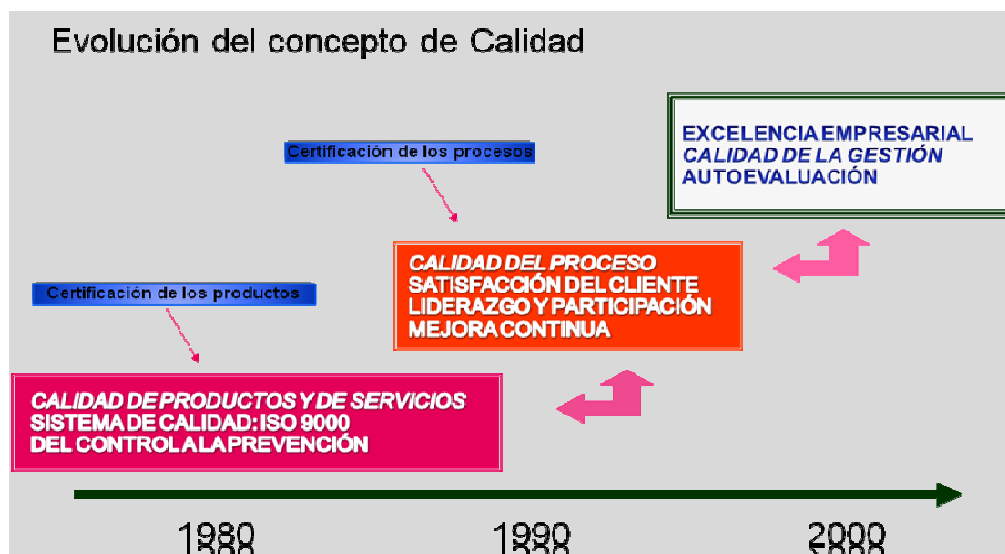 Evolución del concepto de Calidad
EXCELENCIA EMPRESARIAL
CALIDAD DE LA GESTIÓN
AUTOEVALUACIÓN
Certificación de los procesos
CALIDAD DEL PROCESO
SATISFACCIÓN DEL CLIENTE
LIDERAZGO Y PARTICIPACIÓN
MEJORA CONTINUA
Certificación de los productos
CALIDAD DE PRODUCTOS Y DE SERVICIOS
SISTEMA DE CALIDAD: ISO 9000
DEL CONTROL A LA PREVENCIÓN
1980 1990 2000